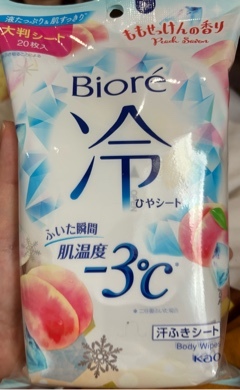 液たっぷり&肌すっきり
大判シート
20枚入
ももせっけんの香り
Peach Savon
Bioré
冷
ひやシート
ふいた瞬間
肌温度
-3℃
汗ふきシート
Body Wipes
Kao